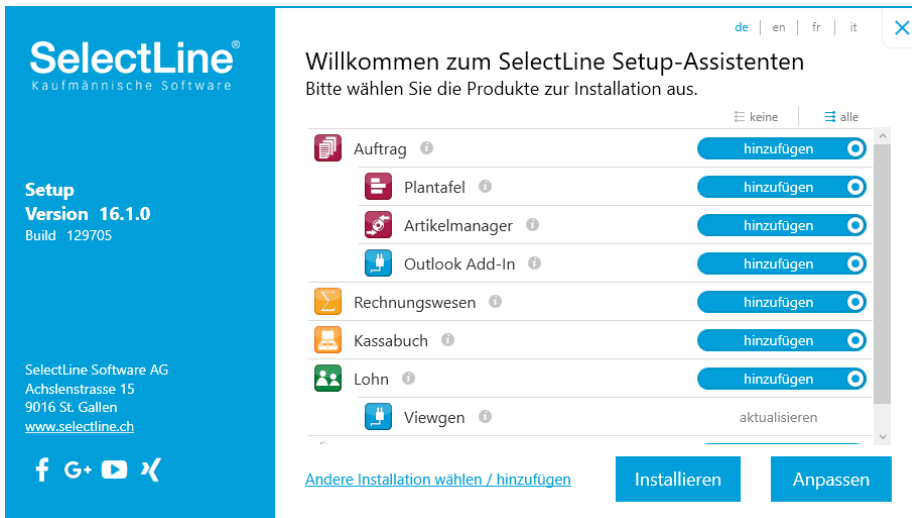 SelectLine®
Kaufmännische Software
Setup
Version 16.1.0
Build 129705
SelectLine Software AG
Achslenstrasse 15
9016 St. Gallen
www.selectline.ch
f G+
de | en | fr | it
Willkommen zum SelectLine Setup-Assistenten
Bitte wählen Sie die Produkte zur Installation aus.
keine | alle
Auftrag hinzufügen
Plantafel hinzufügen
Artikelmanager hinzufügen
Outlook Add-In hinzufügen
Rechnungswesen hinzufügen
Kassabuch hinzufügen
Lohn hinzufügen
Viewgen aktualisieren
Andere Installation wählen / hinzufügen
Installieren
Anpassen